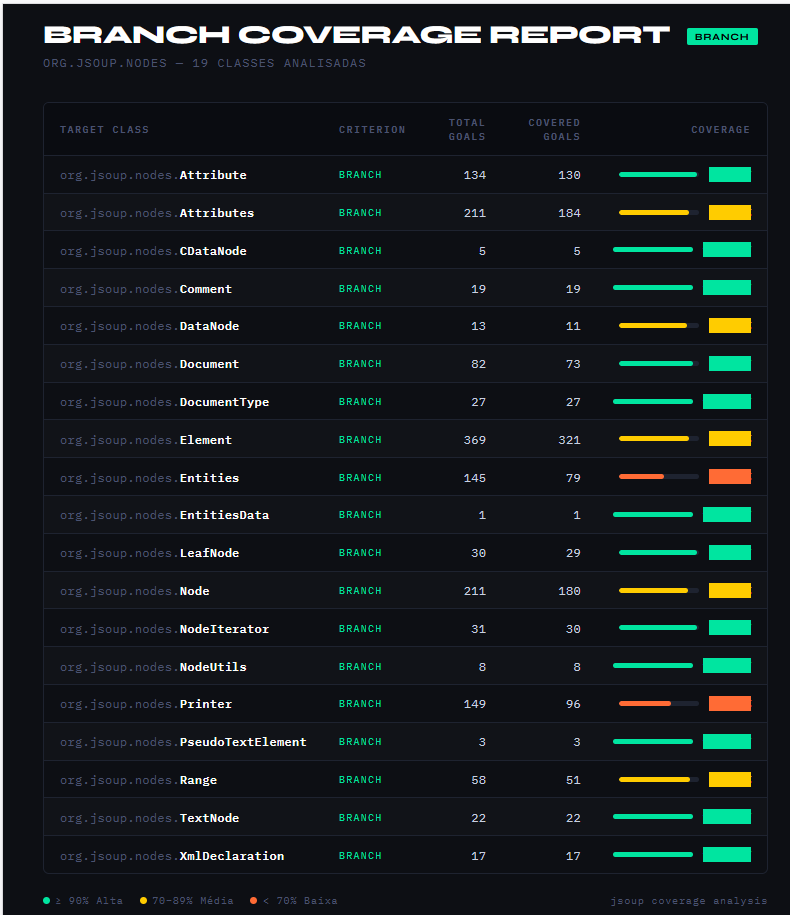 BRANCH COVERAGE REPORT BRANCH
ORG.JSOUP.NODES — 19 CLASSES ANALISADAS
TARGET CLASS CRITERION TOTAL GOALS COVERED GOALS COVERAGE
org.jsoup.nodes.Attribute BRANCH 134 130
org.jsoup.nodes.Attributes BRANCH 211 184
org.jsoup.nodes.CDataNode BRANCH 5 5
org.jsoup.nodes.Comment BRANCH 19 19
org.jsoup.nodes.DataNode BRANCH 13 11
org.jsoup.nodes.Document BRANCH 82 73
org.jsoup.nodes.DocumentType BRANCH 27 27
org.jsoup.nodes.Element BRANCH 369 321
org.jsoup.nodes.Entities BRANCH 145 79
org.jsoup.nodes.EntitiesData BRANCH 1 1
org.jsoup.nodes.LeafNode BRANCH 30 29
org.jsoup.nodes.Node BRANCH 211 180
org.jsoup.nodes.NodeIterator BRANCH 31 30
org.jsoup.nodes.NodeUtils BRANCH 8 8
org.jsoup.nodes.Printer BRANCH 149 96
org.jsoup.nodes.PseudoTextElement BRANCH 3 3
org.jsoup.nodes.Range BRANCH 58 51
org.jsoup.nodes.TextNode BRANCH 22 22
org.jsoup.nodes.XmlDeclaration BRANCH 17 17
≥ 90% Alta 70–89% Média < 70% Baixa jsoup coverage analysis